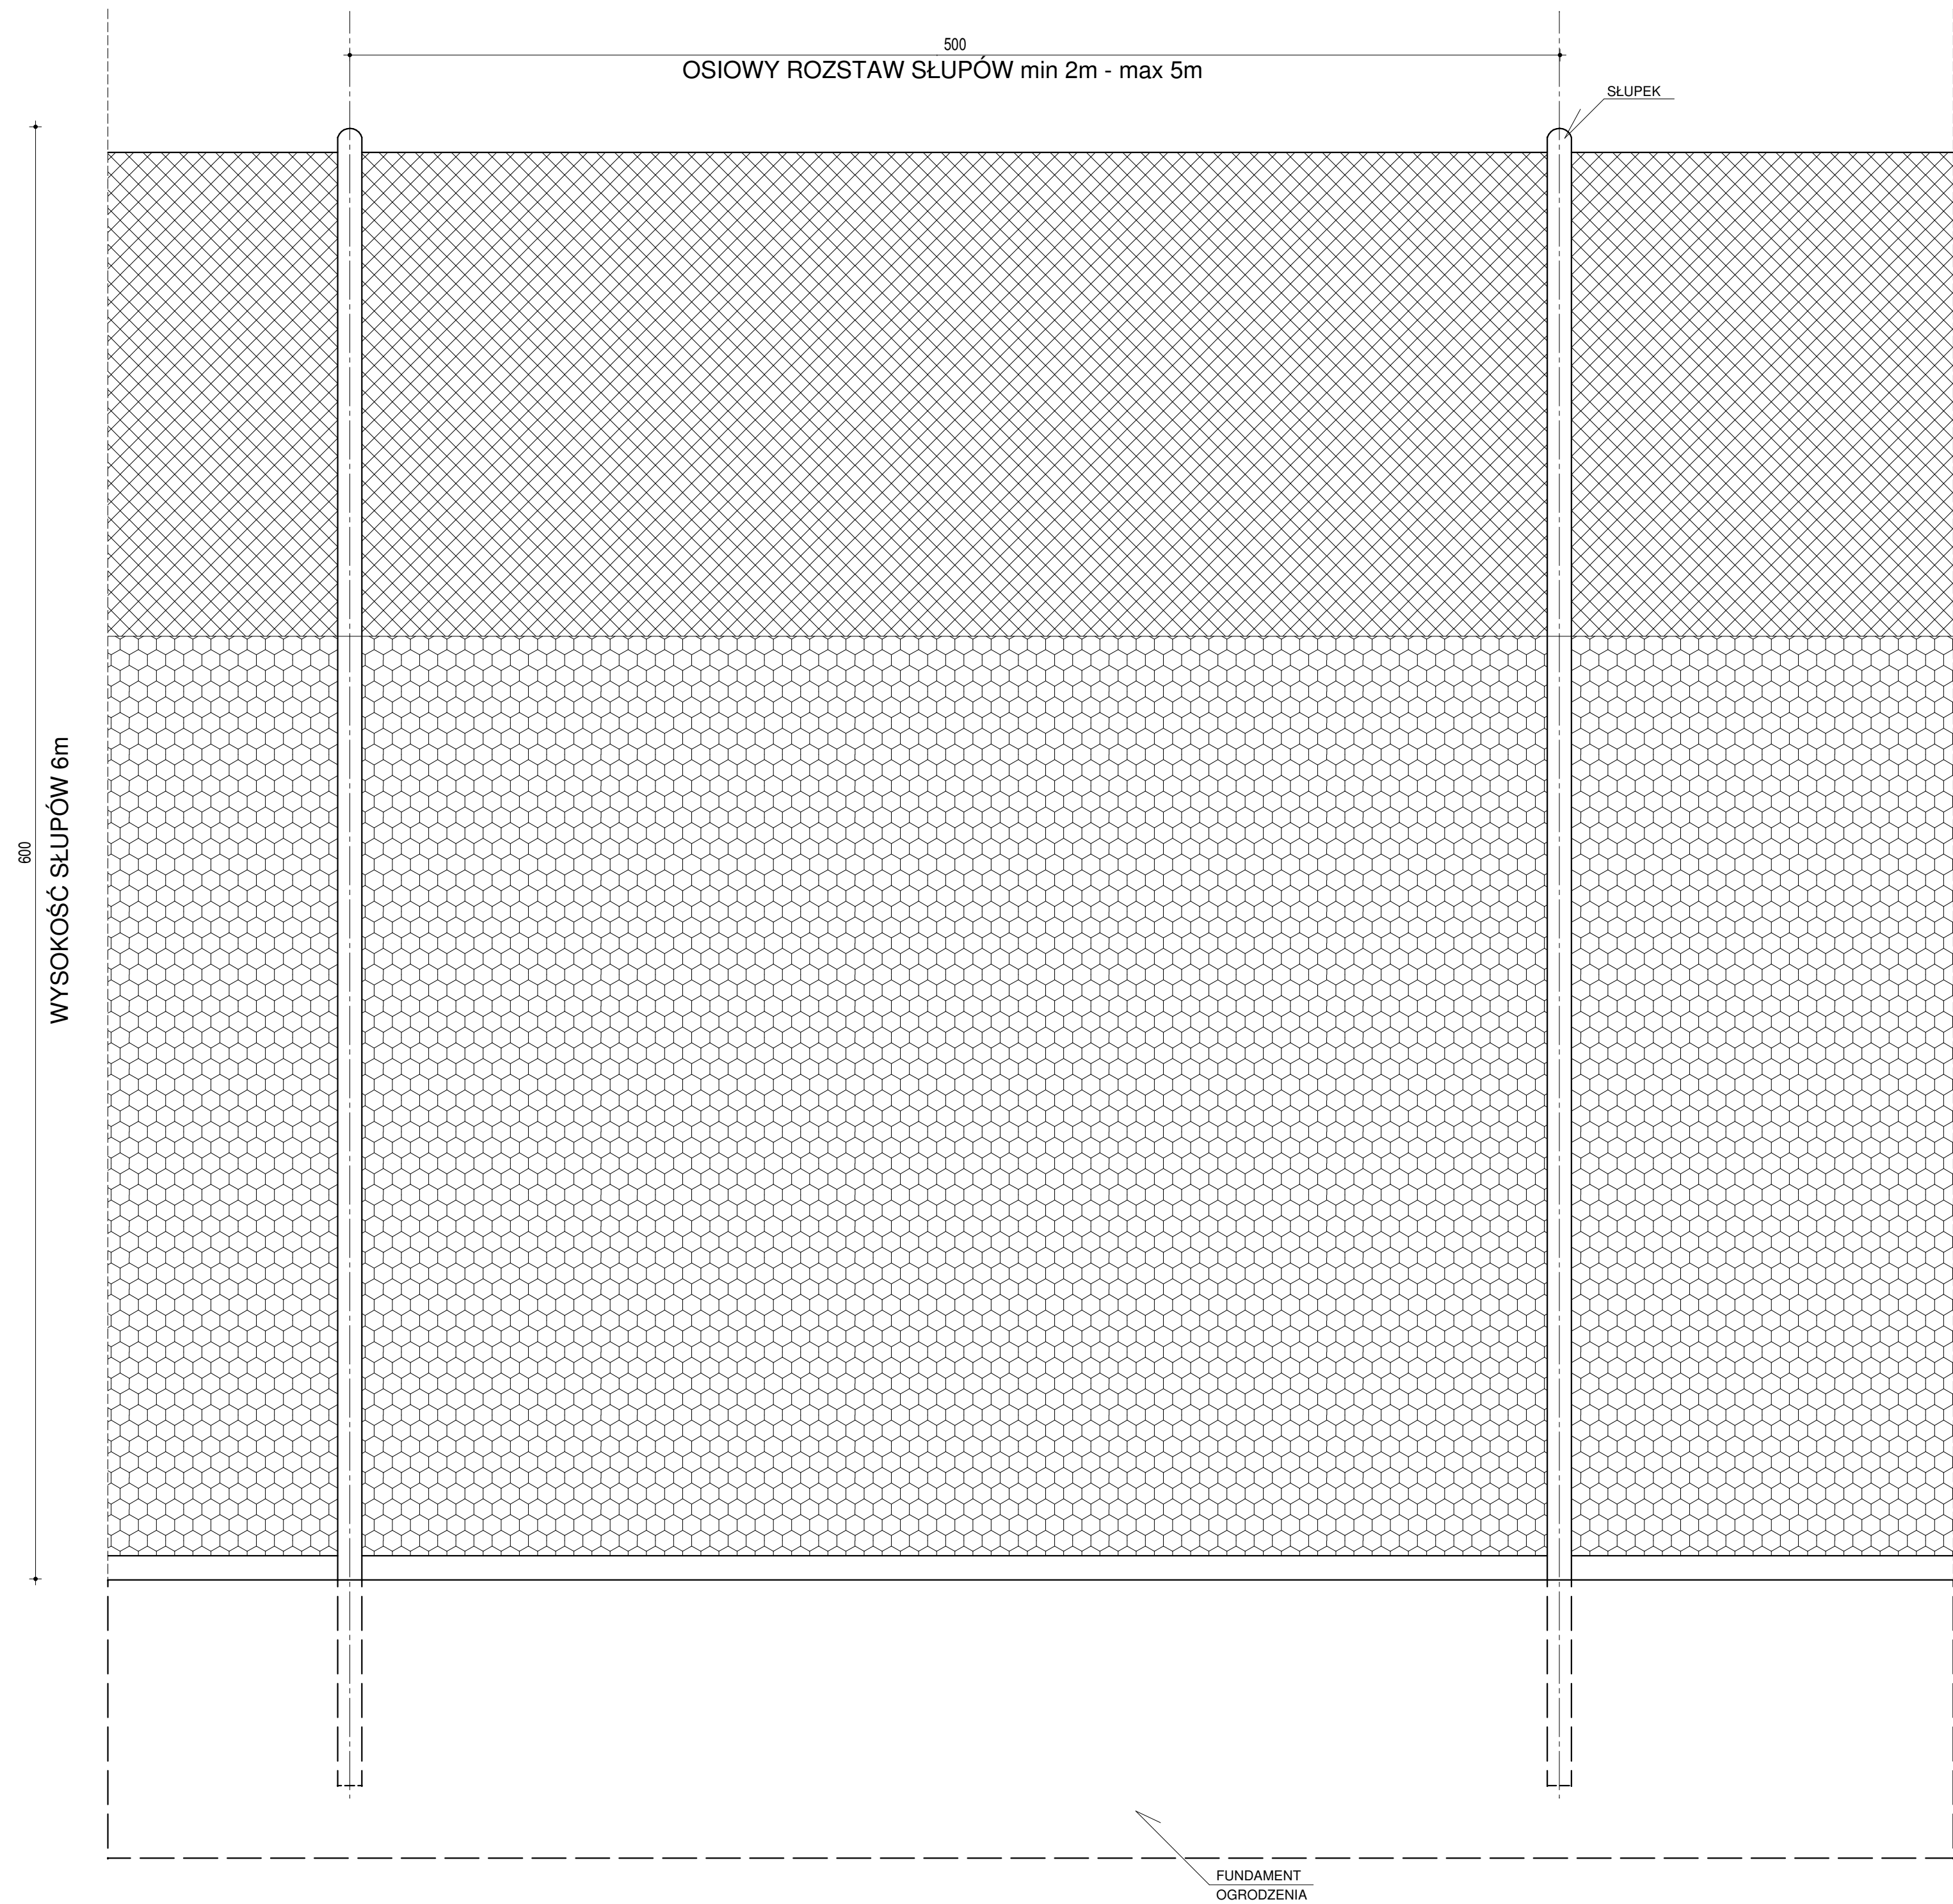 500
OSIOWY ROZSTAW SŁUPÓW min 2m - max 5m
SŁUPEK
600
WYSOKOŚĆ SŁUPÓW 6m
FUNDAMENT
OGRODZENIA